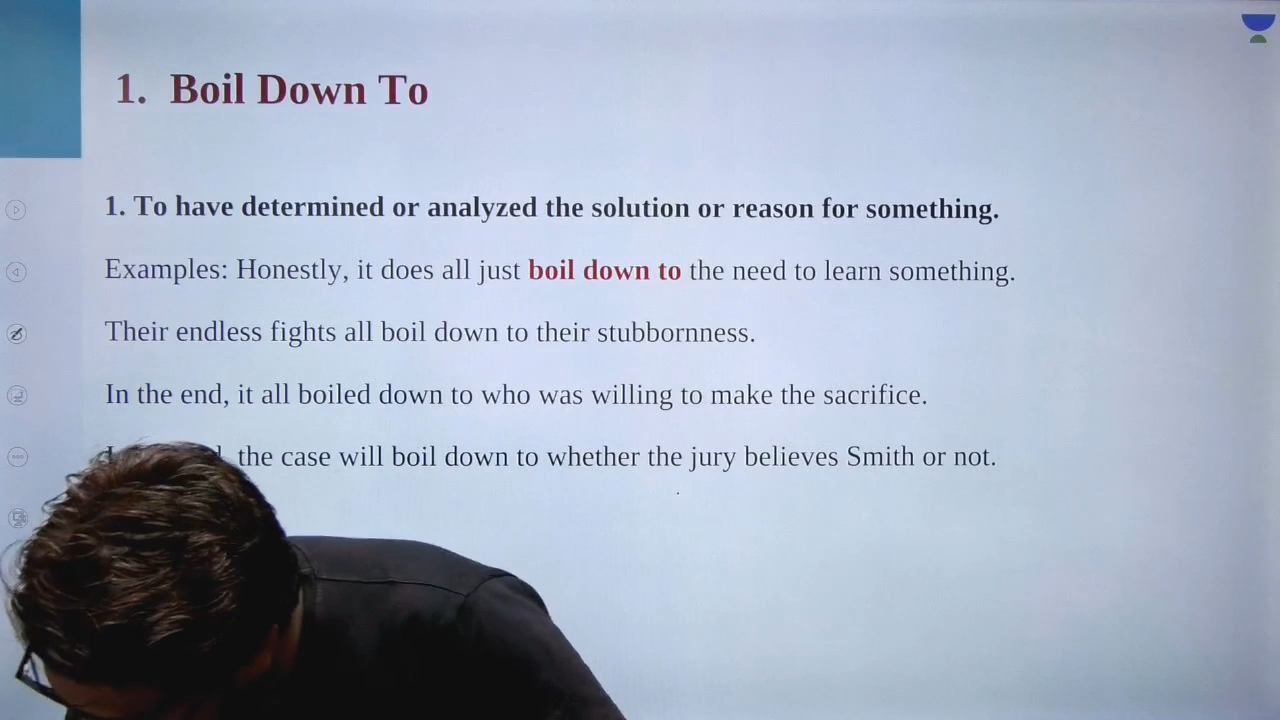 1. Boil Down To
1. To have determined or analyzed the solution or reason for something.
Examples: Honestly, it does all just boil down to the need to learn something.
Their endless fights all boil down to their stubbornness.
In the end, it all boiled down to who was willing to make the sacrifice.
the case will boil down to whether the jury believes Smith or not.